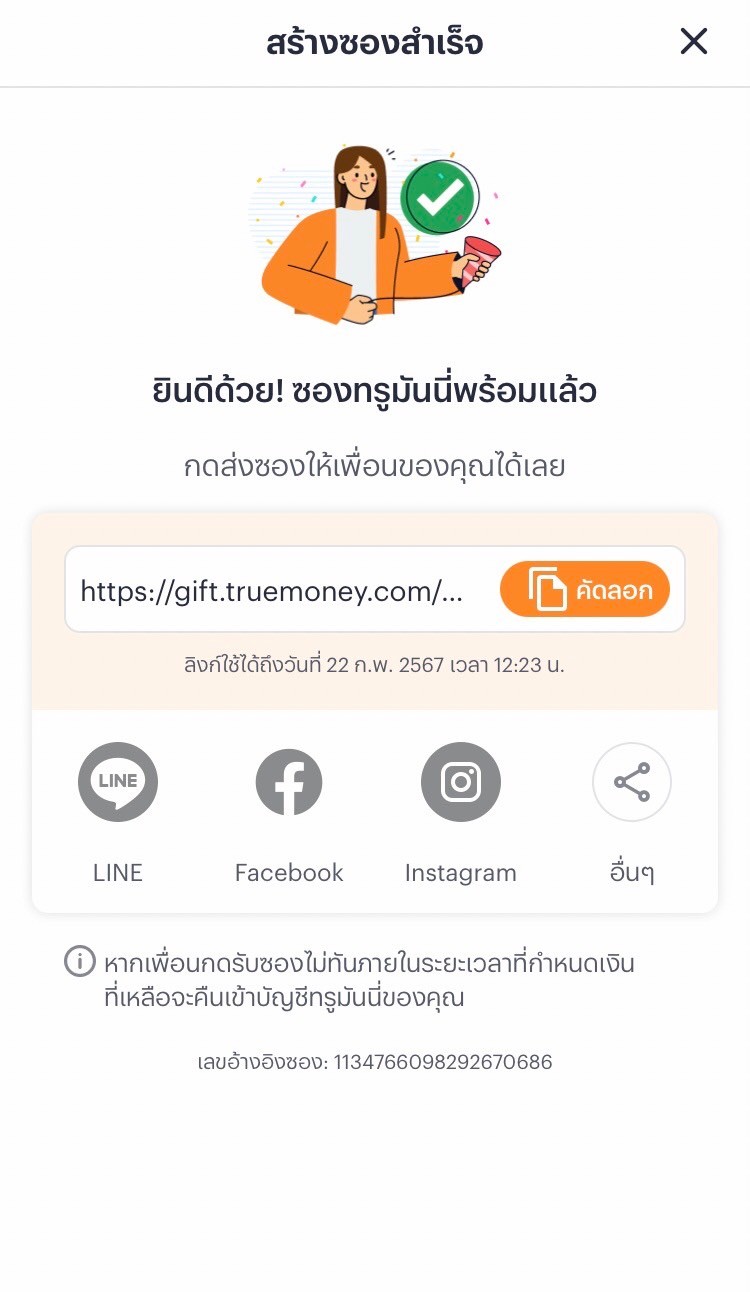 สร้างซองสำเร็จ
ยินดีด้วย! ซองทรูมันนี่พร้อมแล้ว
กดส่งซองให้เพื่อนของคุณได้เลย
https://gift.truemoney.com/... คัดลอก
ลิงก์ใช้ได้ถึงวันที่ 22 ก.พ. 2567 เวลา 12:23 น.
LINE
LINE Facebook Instagram อื่นๆ
หากเพื่อนกดรับซองไม่ทันภายในระยะเวลาที่กำหนดเงิน
ที่เหลือจะคืนเข้าบัญชีทรูมันนี่ของคุณ
เลขอ้างอิงซอง: 1134766098292670686